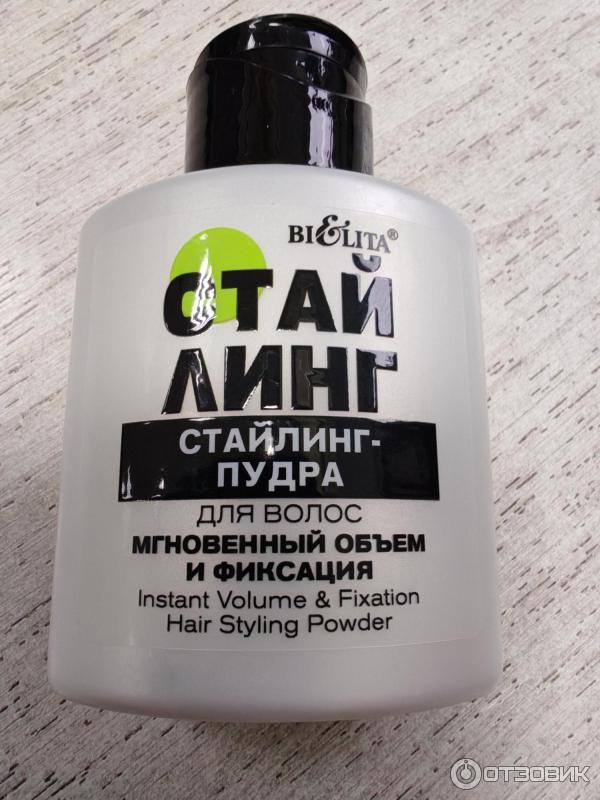 BIELITA®
СТАЙ
ЛИНГ
СТАЙЛИНГ-
ПУДРА
ДЛЯ ВОЛОС
МГНОВЕННЫЙ ОБЪЕМ
И ФИКСАЦИЯ
Instant Volume & Fixation
Hair Styling Powder
ОТЗОВИК